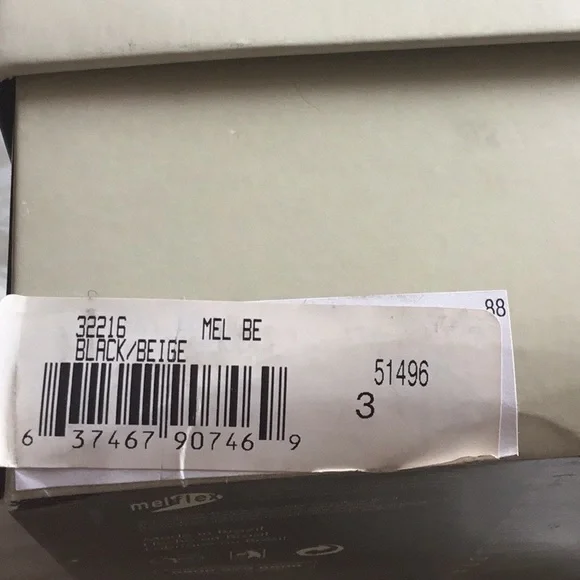 88
32216 MEL BE
BLACK/BEIGE
51496
3
6 37467 90746 9
melflex